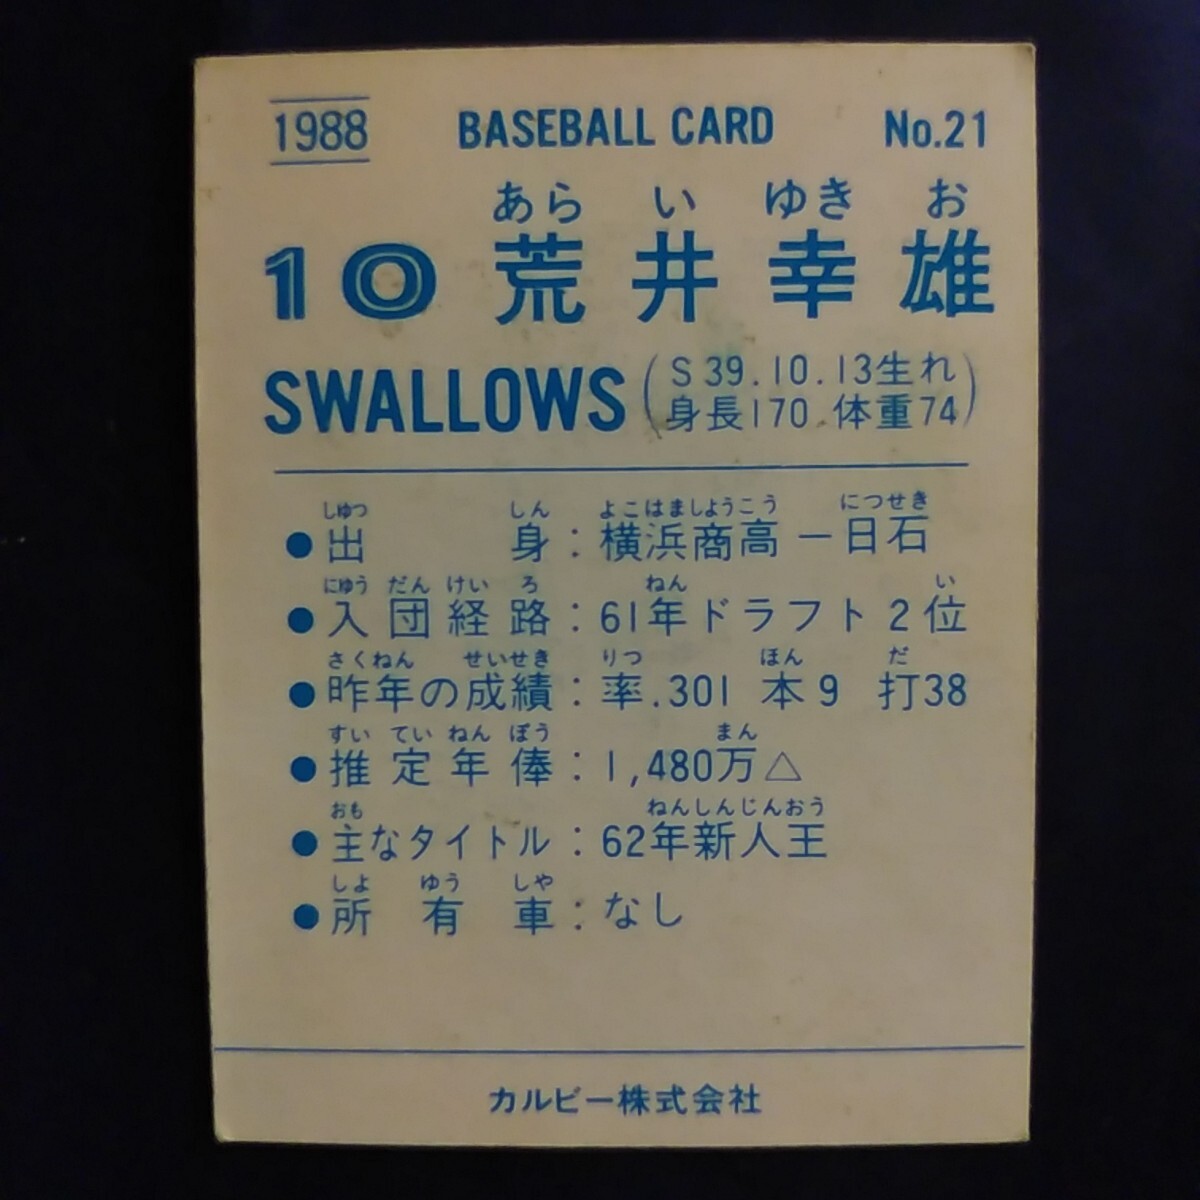 1988 BASEBALL CARD No.21
あら い ゆき お
10 荒井幸雄
SWALLOWS (S39.10.13生れ
身長170 体重74)
しゅつ しん よこはましようこう につせき
●出身:横浜商高－日石
にゆう だん けい ろ ねん い
●入団経路:61年ドラフト2位
さくねん せいせき りつ ほん だ
●昨年の成績:率.301 本9 打38
すい てい ねん ぼう まん
●推定年俸:1,480万△
おも ねんしんじんおう
●主なタイトル:62年新人王
しよ ゆう しや
●所有車:なし
カルビー株式会社